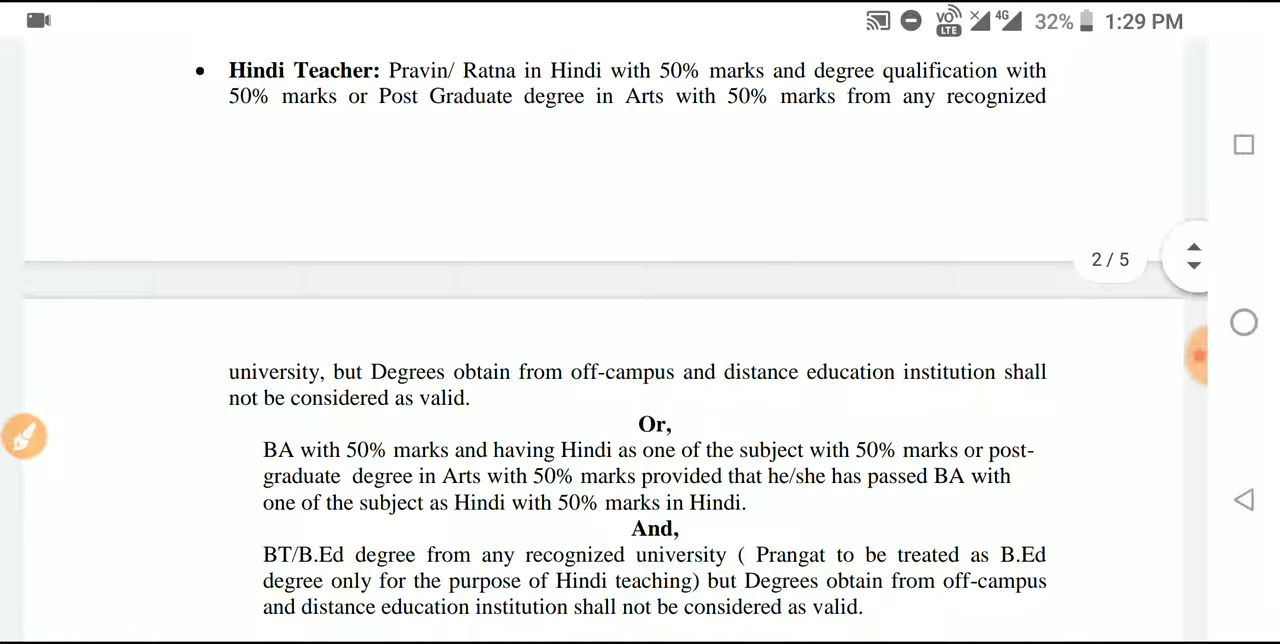 VO LTE 4G 32% 1:29 PM
• Hindi Teacher: Pravin/ Ratna in Hindi with 50% marks and degree qualification with
50% marks or Post Graduate degree in Arts with 50% marks from any recognized
2 / 5
university, but Degrees obtain from off-campus and distance education institution shall
not be considered as valid.
Or,
BA with 50% marks and having Hindi as one of the subject with 50% marks or post-
graduate degree in Arts with 50% marks provided that he/she has passed BA with
one of the subject as Hindi with 50% marks in Hindi.
And,
BT/B.Ed degree from any recognized university ( Prangat to be treated as B.Ed
degree only for the purpose of Hindi teaching) but Degrees obtain from off-campus
and distance education institution shall not be considered as valid.